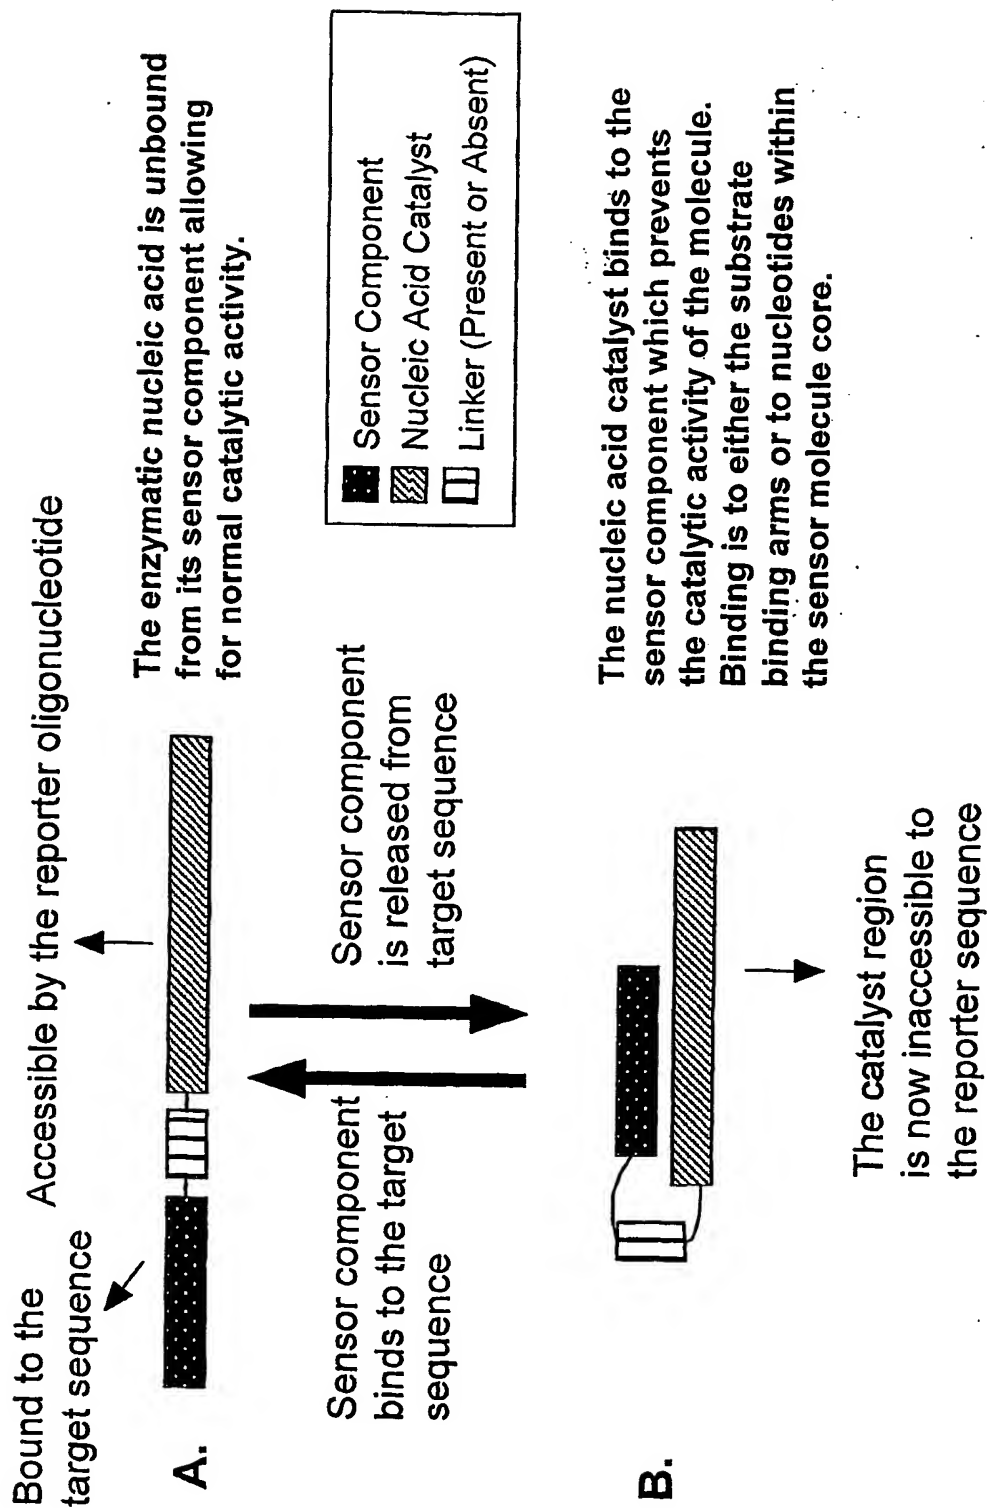 Bound to the
target sequence
Accessible by the reporter oligonucleotide
A.
The enzymatic nucleic acid is unbound
from its sensor component allowing
for normal catalytic activity.
Sensor component
binds to the target
sequence
Sensor component
is released from
target sequence
Sensor Component
Nucleic Acid Catalyst
Linker (Present or Absent)
B.
The nucleic acid catalyst binds to the
sensor component which prevents
the catalytic activity of the molecule.
Binding is to either the substrate
binding arms or to nucleotides within
the sensor molecule core.
The catalyst region
is now inaccessible to
the reporter sequence